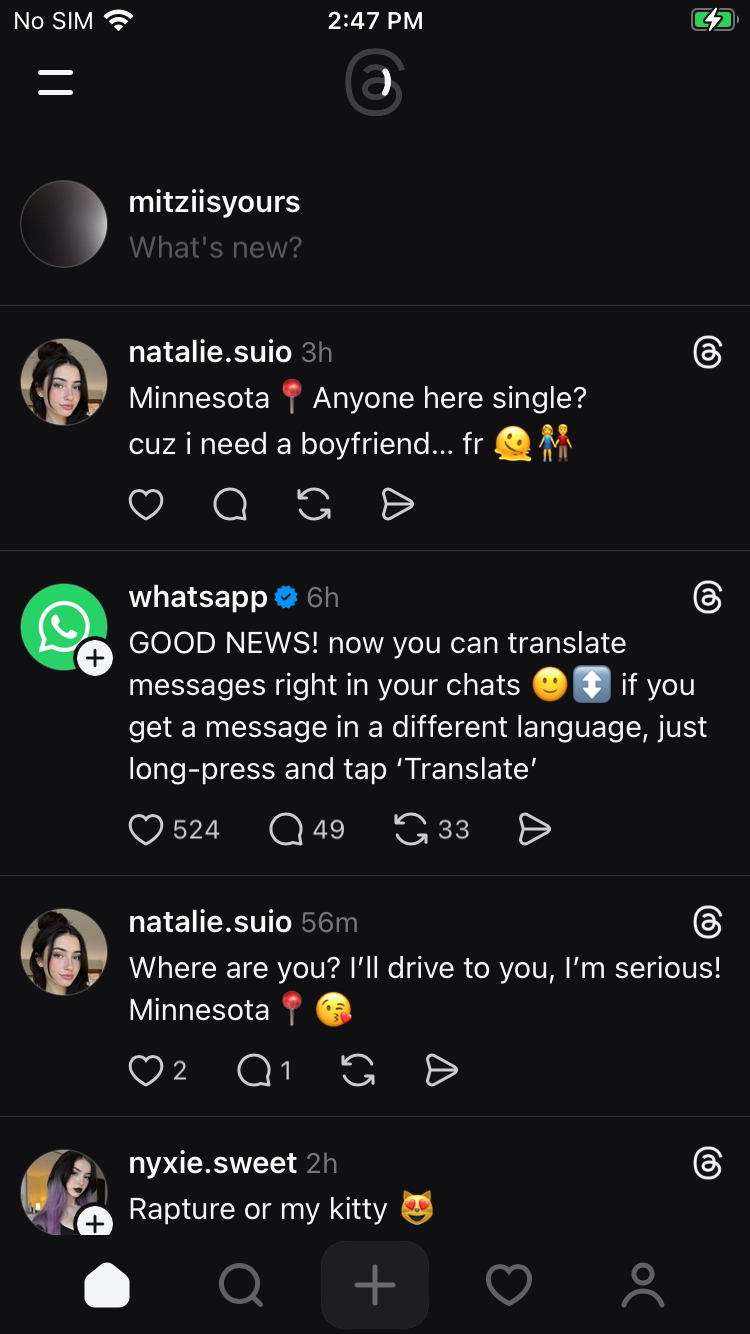 No SIM 2:47 PM
mitziisyours
What's new?
natalie.suio 3h
Minnesota📍Anyone here single?
cuz i need a boyfriend... fr 🫠👫
whatsapp 6h
GOOD NEWS! now you can translate
messages right in your chats 🙂↕️ if you
get a message in a different language, just
long-press and tap ‘Translate’
524 49 33
natalie.suio 56m
Where are you? I’ll drive to you, I’m serious!
Minnesota📍😘
2 1
nyxie.sweet 2h
Rapture or my kitty 😻